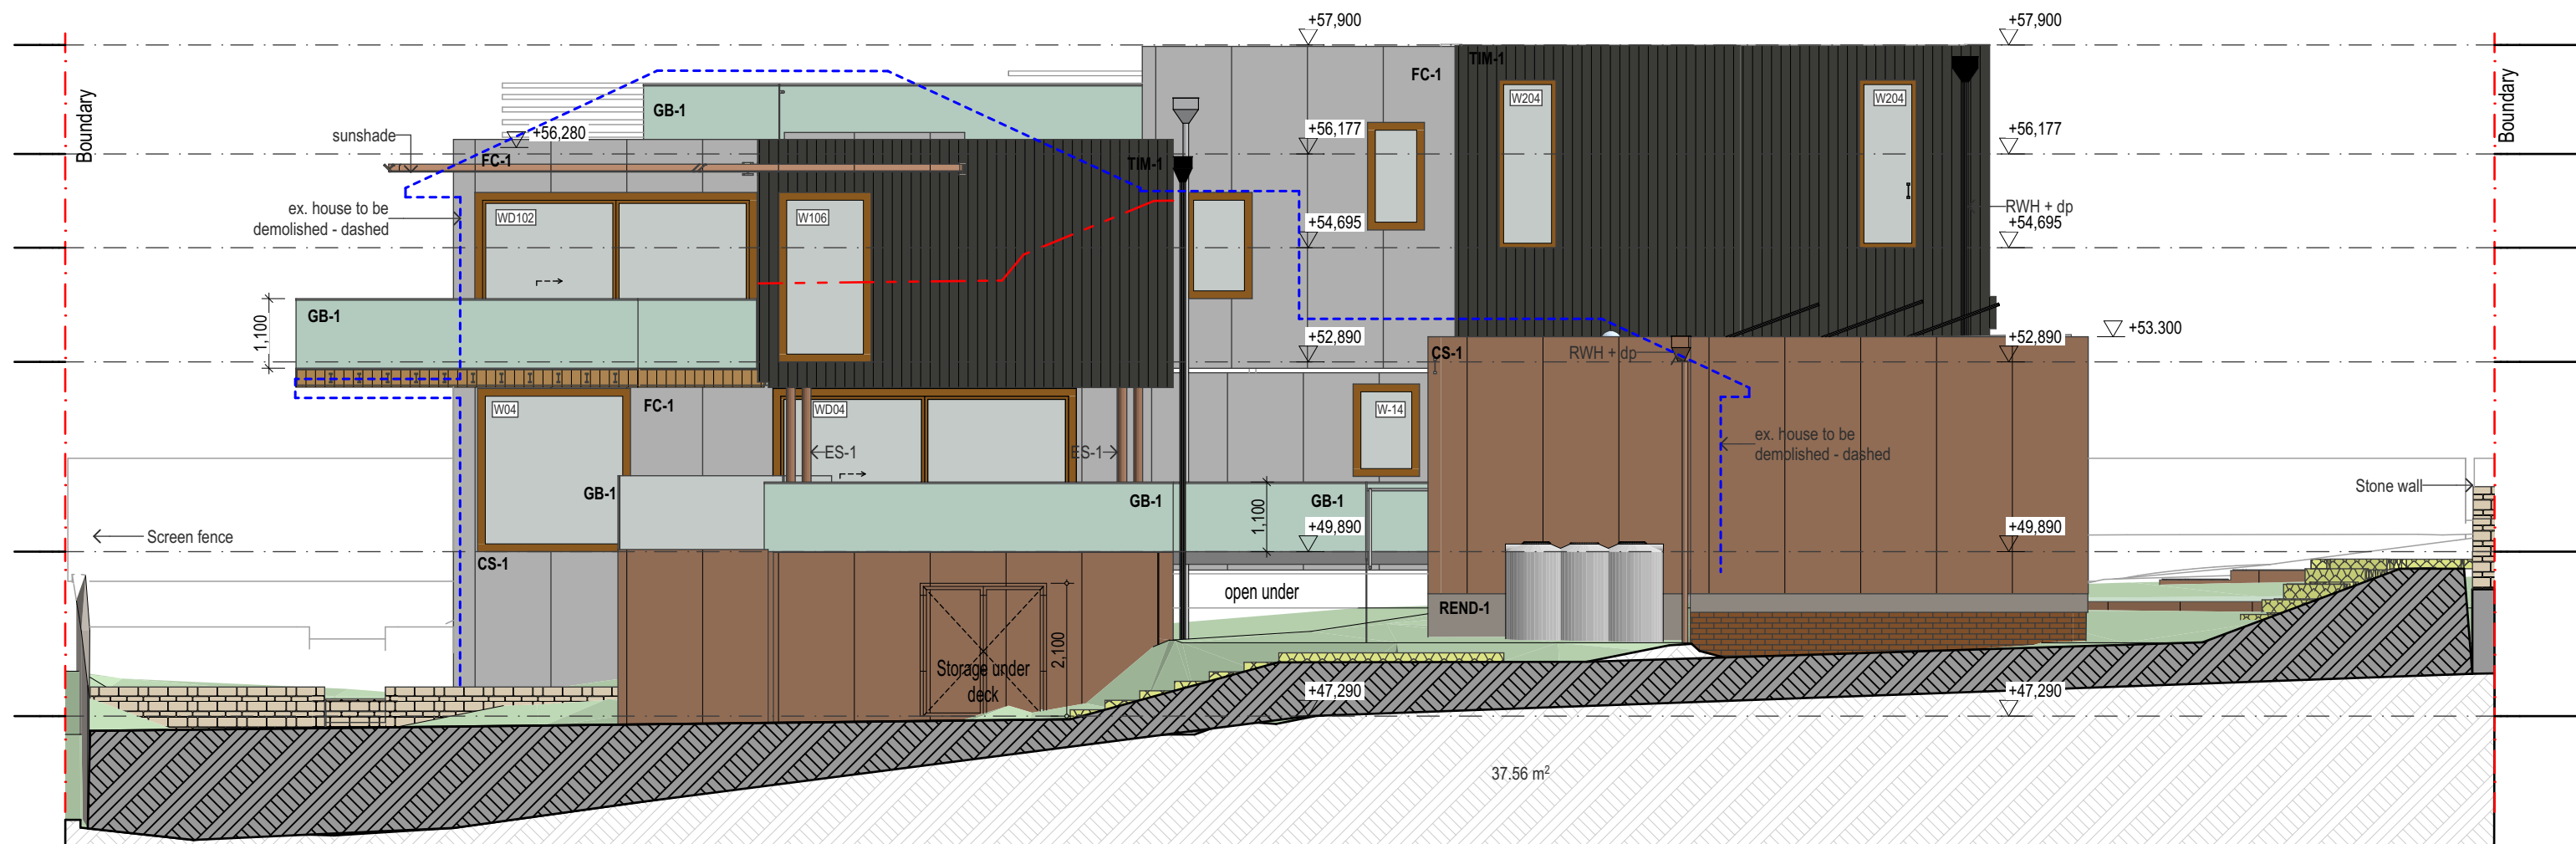 +57,900
+57,900
TIM-1
FC-1
Boundary
Boundary
GB-1
W204
W204
sunshade
+56,280
+56,177
+56,177
FC-1
TIM-1
ex. house to be
demolished - dashed
WD102
W106
RWH + dp
+54,695
+54,695
GB-1
1,100
+52,890
+52,890
+53.300
CS-1
RWH + dp
W04
FC-1
WD04
W-14
ES-1
ES-1
ex. house to be
demolished - dashed
GB-1
GB-1
GB-1
1,100
Stone wall
Screen fence
+49,890
+49,890
CS-1
open under
REND-1
2,100
Storage under
deck
+47,290
+47,290
37.56 m²